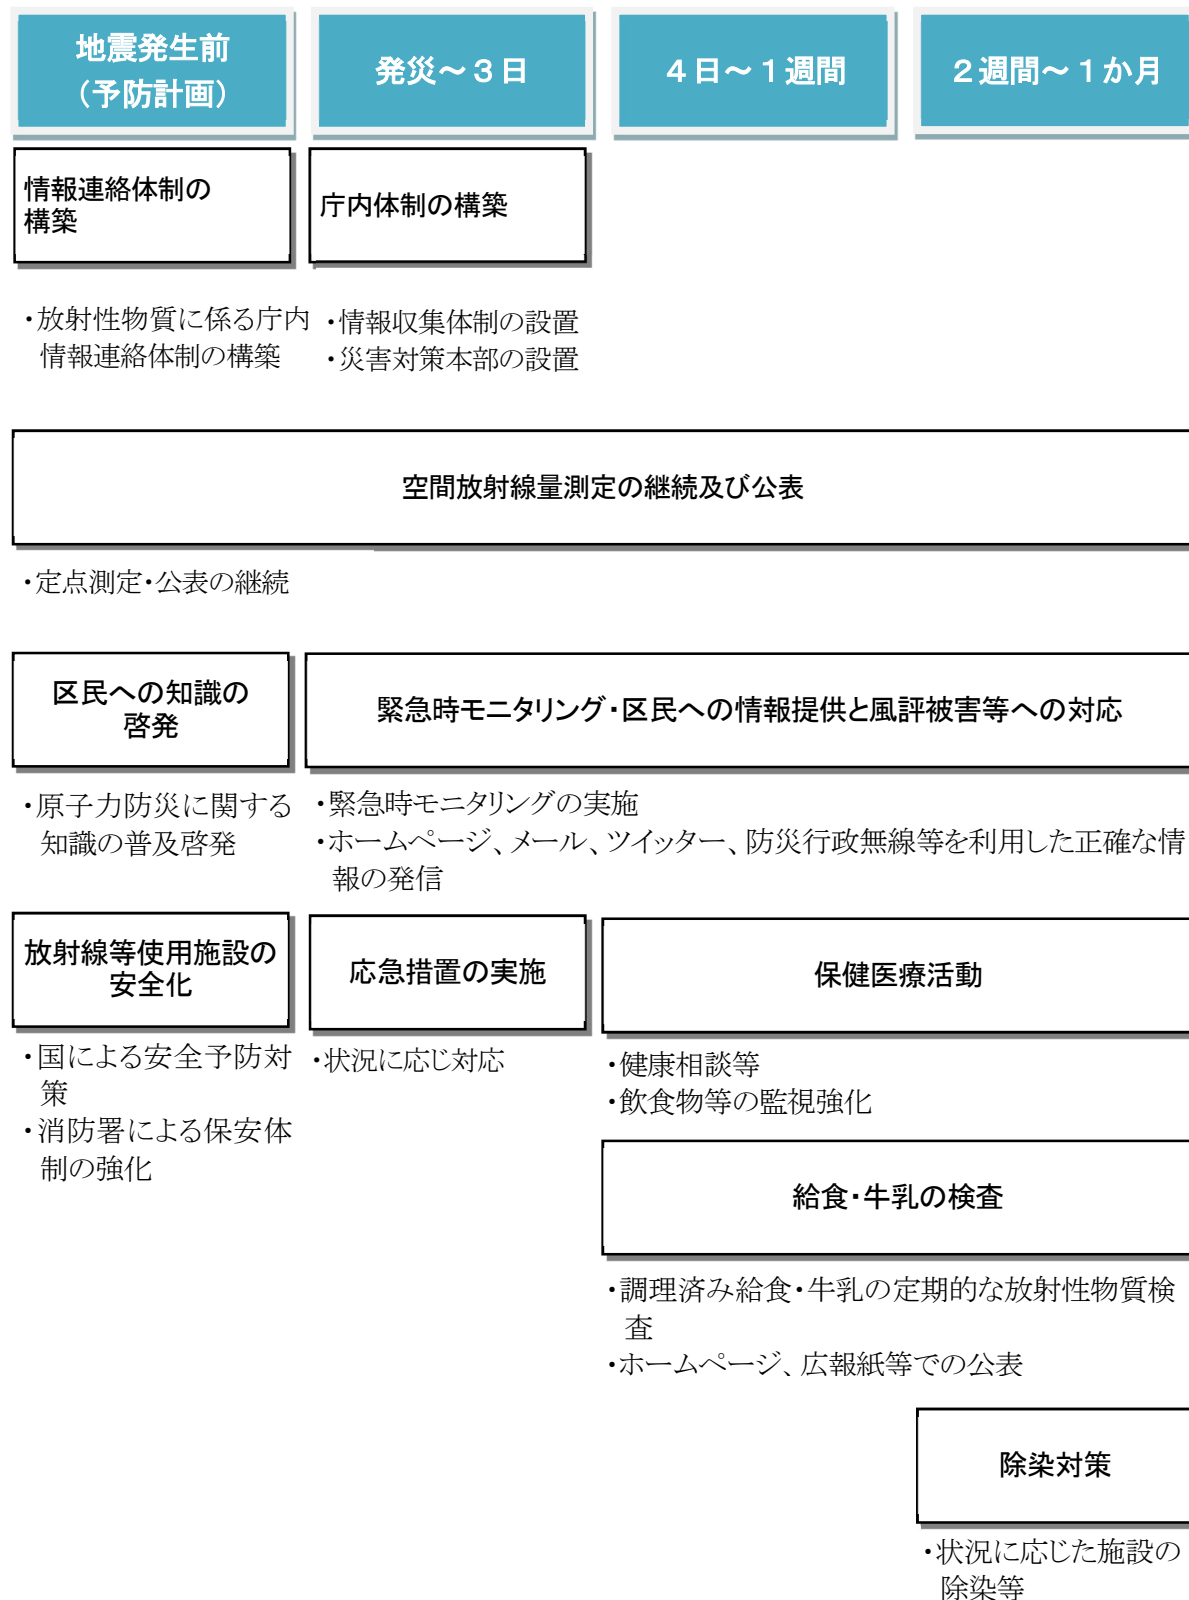 地震発生前
（予防計画）
発災～３日
４日～１週間
２週間～１か月
情報連絡体制の
構築
庁内体制の構築
・放射性物質に係る庁内
情報連絡体制の構築
・情報収集体制の設置
・災害対策本部の設置
空間放射線量測定の継続及び公表
・定点測定・公表の継続
区民への知識の
啓発
緊急時モニタリング・区民への情報提供と風評被害等への対応
・原子力防災に関する
知識の普及啓発
・緊急時モニタリングの実施
・ホームページ、メール、ツイッター、防災行政無線等を利用した正確な情
報の発信
放射線等使用施設の
安全化
応急措置の実施
保健医療活動
・国による安全予防対
策
・消防署による保安体
制の強化
・状況に応じ対応
・健康相談等
・飲食物等の監視強化
給食・牛乳の検査
・調理済み給食・牛乳の定期的な放射性物質検
査
・ホームページ、広報紙等での公表
除染対策
・状況に応じた施設の
除染等